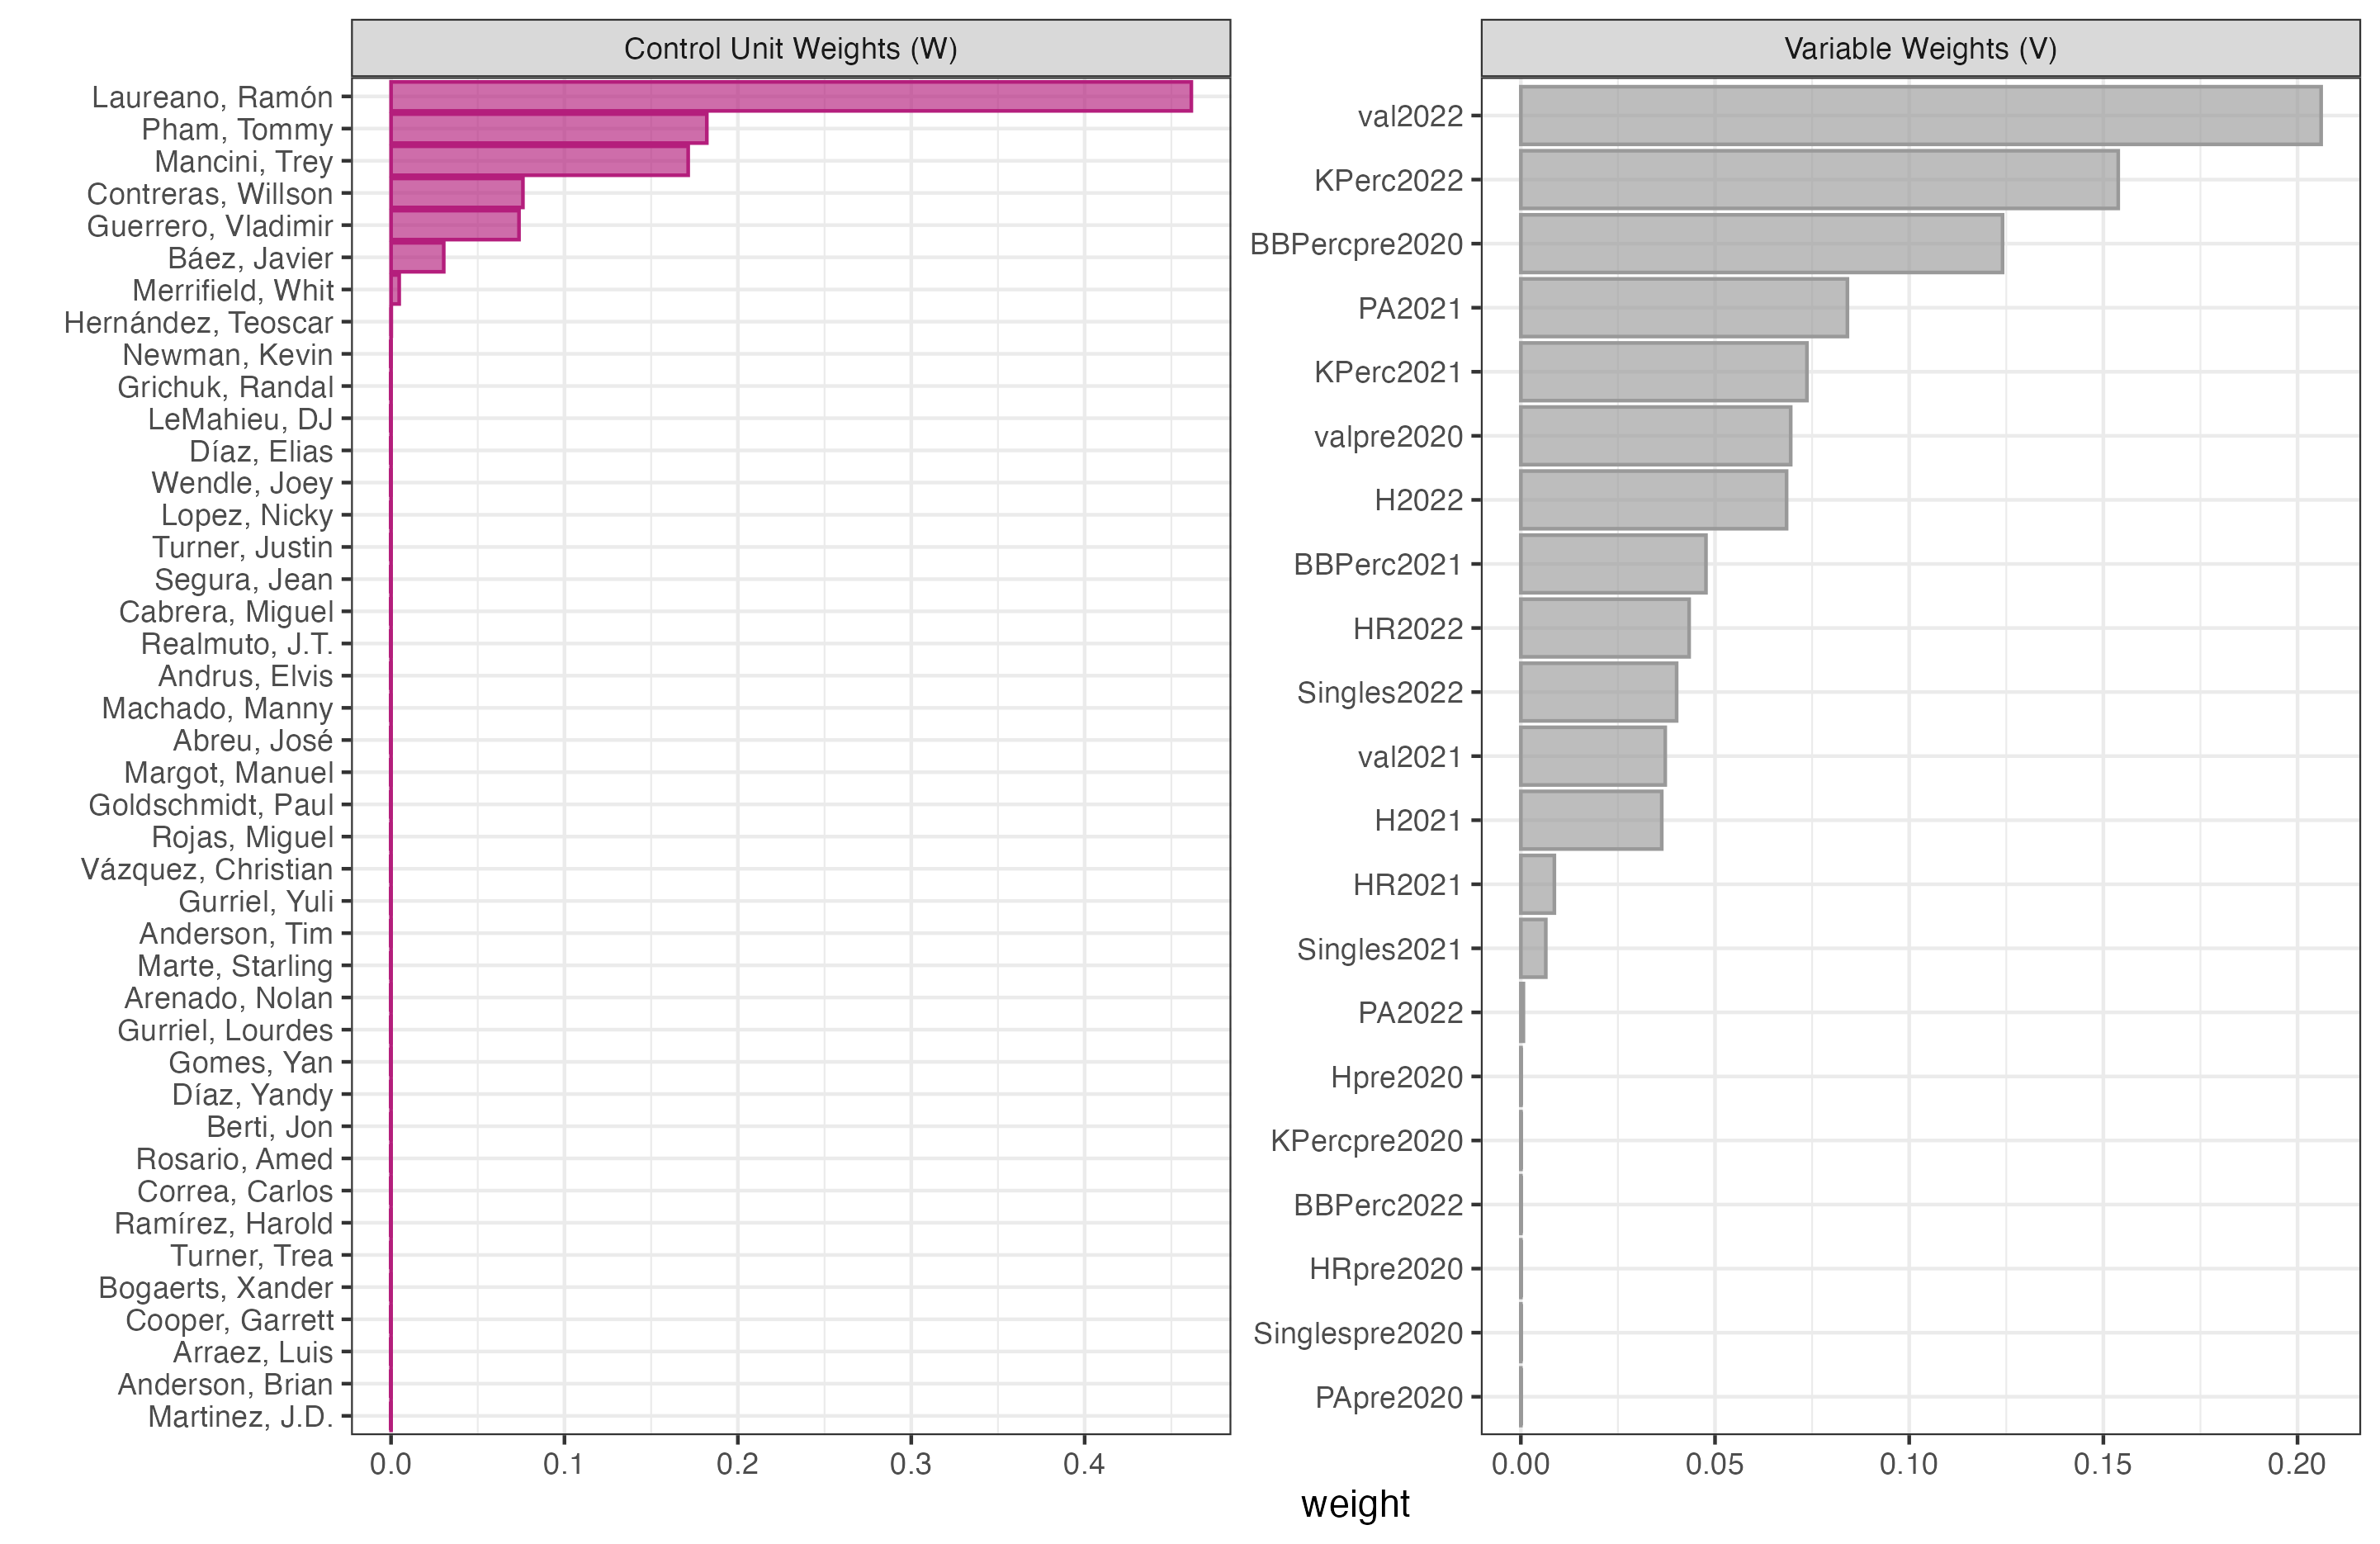 Control Unit Weights (W)
Laureano, Ramón
Pham, Tommy
Mancini, Trey
Contreras, Willson
Guerrero, Vladimir
Báez, Javier
Merrifield, Whit
Hernández, Teoscar
Newman, Kevin
Grichuk, Randal
LeMahieu, DJ
Díaz, Elias
Wendle, Joey
Lopez, Nicky
Turner, Justin
Segura, Jean
Cabrera, Miguel
Realmuto, J.T.
Andrus, Elvis
Machado, Manny
Abreu, José
Margot, Manuel
Goldschmidt, Paul
Rojas, Miguel
Vázquez, Christian
Gurriel, Yuli
Anderson, Tim
Marte, Starling
Arenado, Nolan
Gurriel, Lourdes
Gomes, Yan
Díaz, Yandy
Berti, Jon
Rosario, Amed
Correa, Carlos
Ramírez, Harold
Turner, Trea
Bogaerts, Xander
Cooper, Garrett
Arraez, Luis
Anderson, Brian
Martinez, J.D.
0.0 0.1 0.2 0.3 0.4
Variable Weights (V)
val2022
KPerc2022
BBPercpre2020
PA2021
KPerc2021
valpre2020
H2022
BBPerc2021
HR2022
Singles2022
val2021
H2021
HR2021
Singles2021
PA2022
Hpre2020
KPercpre2020
BBPerc2022
HRpre2020
Singlespre2020
PApre2020
0.00 0.05 0.10 0.15 0.20
weight